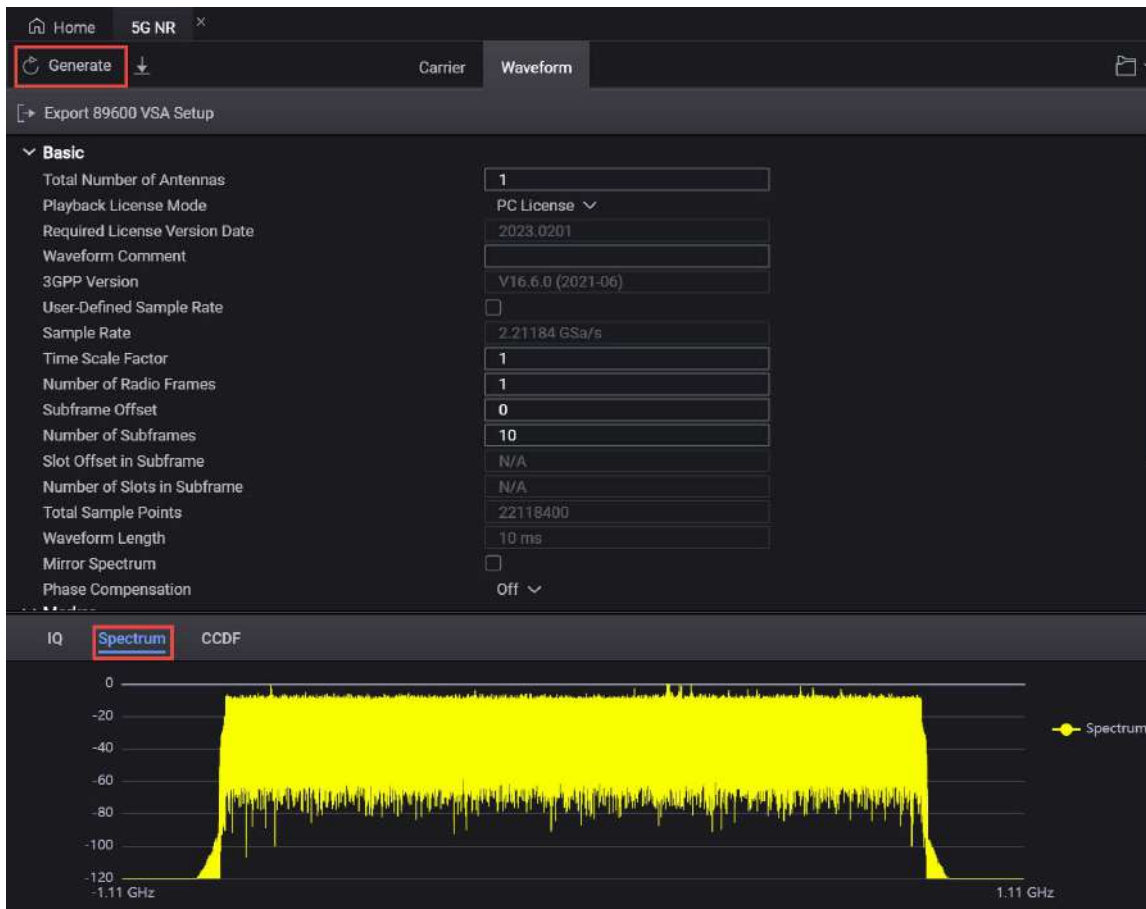 Home 5G NR ×
Generate Carrier Waveform
Export 89600 VSA Setup
Basic
Total Number of Antennas 1
Playback License Mode PC License
Required License Version Date 2023.0201
Waveform Comment
3GPP Version V16.6.0 (2021-06)
User-Defined Sample Rate
Sample Rate 2.21184 GSa/s
Time Scale Factor 1
Number of Radio Frames 1
Subframe Offset 0
Number of Subframes 10
Slot Offset in Subframe N/A
Number of Slots in Subframe N/A
Total Sample Points 22118400
Waveform Length 10 ms
Mirror Spectrum
Phase Compensation Off
IQ Spectrum CCDF
0
-20
Spectrum
-40
-60
-80
-100
-120
-1.11 GHz 1.11 GHz